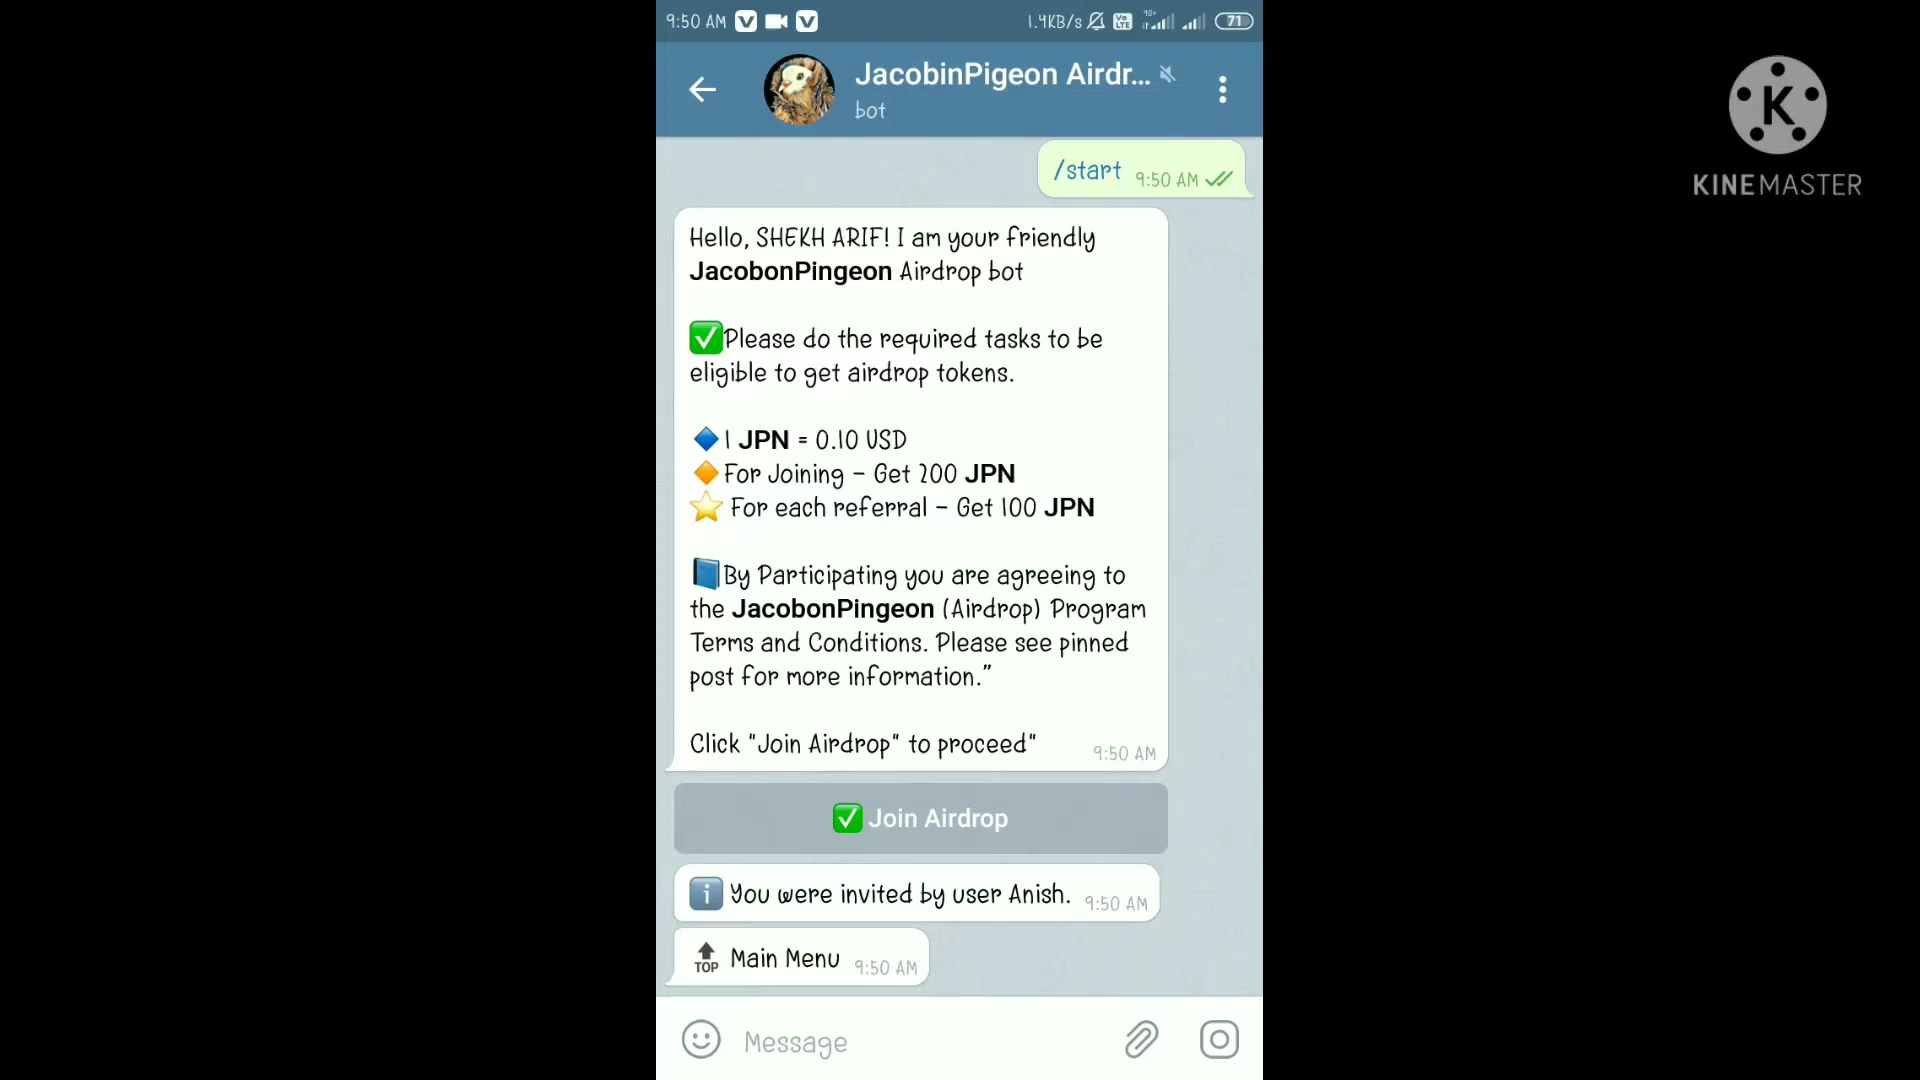 9:50 AM
1.4KB/s
Vo
LTE
4G+
71
JacobinPigeon Airdr...
bot
/start 9:50 AM
Hello, SHEKH ARIF! I am your friendly
JacobonPingeon Airdrop bot
✅Please do the required tasks to be
eligible to get airdrop tokens.
🔷1 JPN = 0.10 USD
🔶For Joining – Get 200 JPN
⭐ For each referral – Get 100 JPN
📘By Participating you are agreeing to
the JacobonPingeon (Airdrop) Program
Terms and Conditions. Please see pinned
post for more information.”
Click "Join Airdrop" to proceed"
9:50 AM
✅ Join Airdrop
ℹ️ You were invited by user Anish. 9:50 AM
TOP Main Menu 9:50 AM
Message
K
KINEMASTER